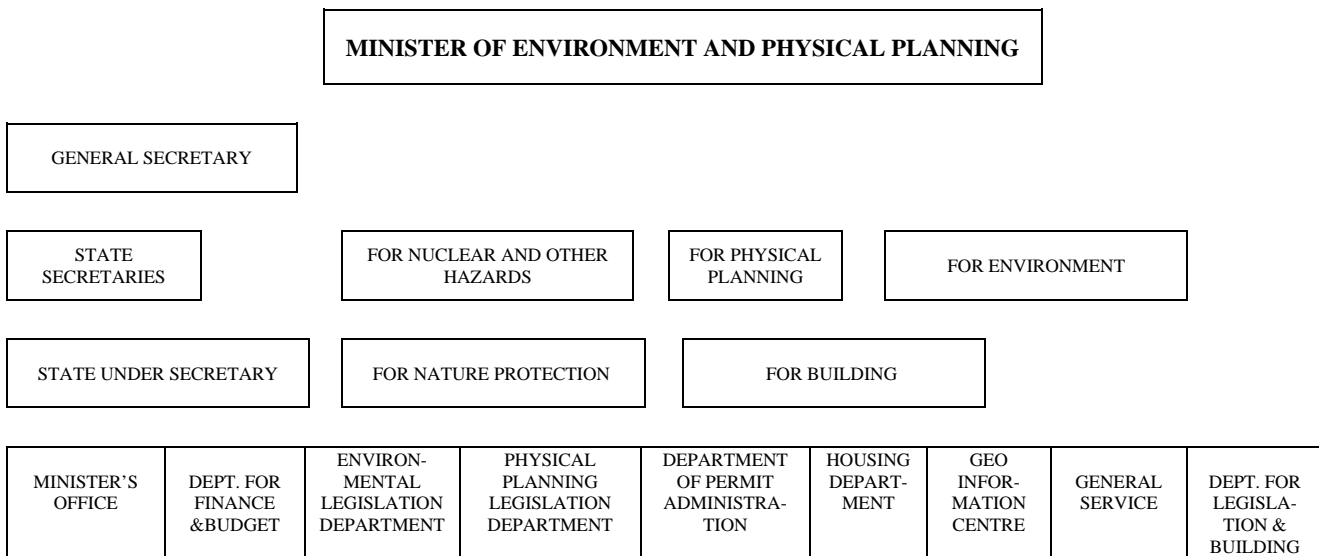 MINISTER OF ENVIRONMENT AND PHYSICAL PLANNING
GENERAL SECRETARY
STATE
SECRETARIES
FOR NUCLEAR AND OTHER
HAZARDS
FOR PHYSICAL
PLANNING
FOR ENVIRONMENT
STATE UNDER SECRETARY
FOR NATURE PROTECTION
FOR BUILDING
MINISTER'S
OFFICE
DEPT. FOR
FINANCE
&BUDGET
ENVIRON-
MENTAL
LEGISLATION
DEPARTMENT
PHYSICAL
PLANNING
LEGISLATION
DEPARTMENT
DEPARTMENT
OF PERMIT
ADMINISTRA-
TION
HOUSING
DEPART-
MENT
GEO
INFOR-
MATION
CENTRE
GENERAL
SERVICE
DEPT. FOR
LEGISLA-
TION &
BUILDING